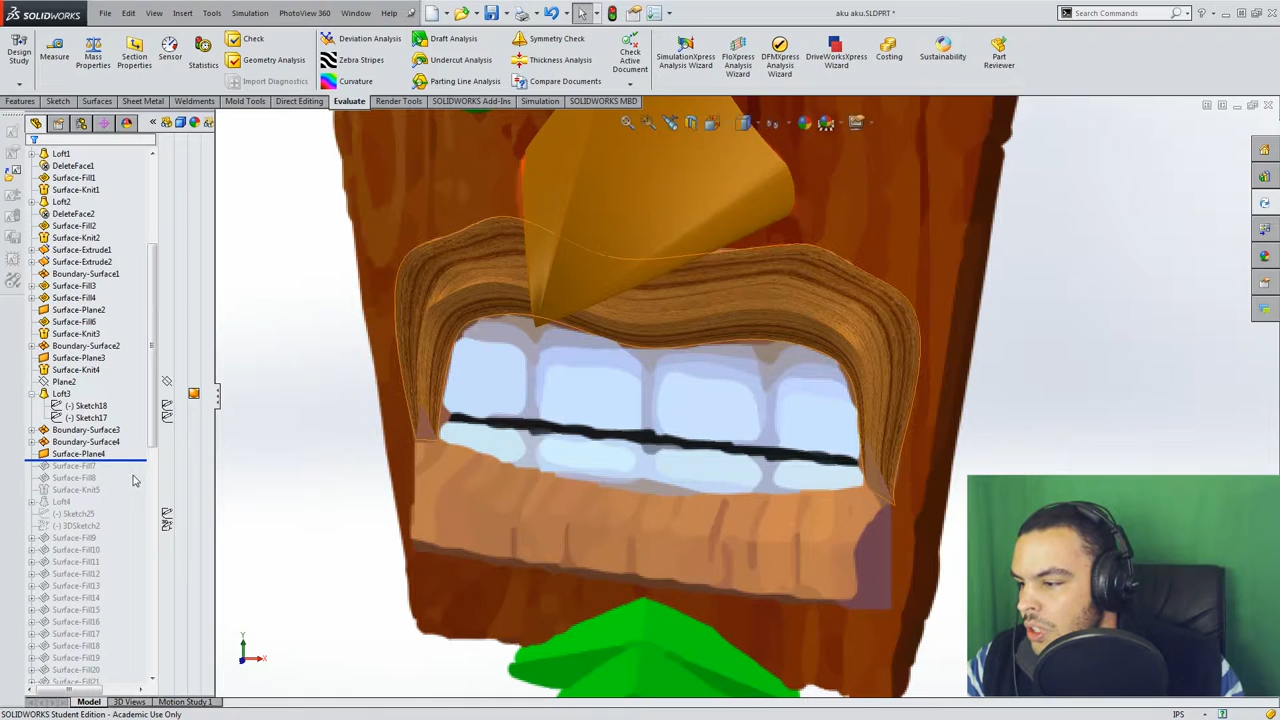 SOLIDWORKS File Edit View Insert Tools Simulation PhotoView 360 Window Help aku aku.SLDPRT * Search Commands
Design Study Measure Mass Properties Section Properties Sensor Statistics Check Geometry Analysis Import Diagnostics Deviation Analysis Zebra Stripes Curvature Draft Analysis Undercut Analysis Parting Line Analysis Symmetry Check Thickness Analysis Compare Documents Check Active Document SimulationXpress Analysis Wizard FloXpress Analysis Wizard DFMXpress Analysis Wizard DriveWorksXpress Wizard Costing Sustainability Part Reviewer
Features Sketch Surfaces Sheet Metal Weldments Mold Tools Direct Editing Evaluate Render Tools SOLIDWORKS Add-Ins Simulation SOLIDWORKS MBD
Loft1
DeleteFace1
Surface-Fill1
Surface-Knit1
Loft2
DeleteFace2
Surface-Fill2
Surface-Knit2
Surface-Extrude1
Surface-Extrude2
Boundary-Surface1
Surface-Fill3
Surface-Fill4
Surface-Plane2
Surface-Fill6
Surface-Knit3
Boundary-Surface2
Surface-Plane3
Surface-Knit4
Plane2
Loft3
(-) Sketch18
(-) Sketch17
Boundary-Surface3
Boundary-Surface4
Surface-Plane4
Surface-Fill7
Surface-Fill8
Surface-Knit5
Loft4
(-) Sketch25
(-) 3DSketch2
Surface-Fill9
Surface-Fill10
Surface-Fill11
Surface-Fill12
Surface-Fill13
Surface-Fill14
Surface-Fill15
Surface-Fill16
Surface-Fill17
Surface-Fill18
Surface-Fill19
Surface-Fill20
Surface-Fill21
Y
X
Model 3D Views Motion Study 1
SOLIDWORKS Student Edition - Academic Use Only IPS